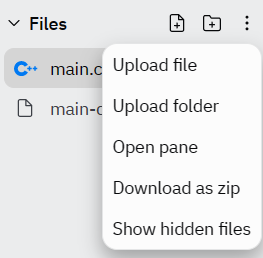 Files
main.c
Upload file
main-
Upload folder
Open pane
Download as zip
Show hidden files